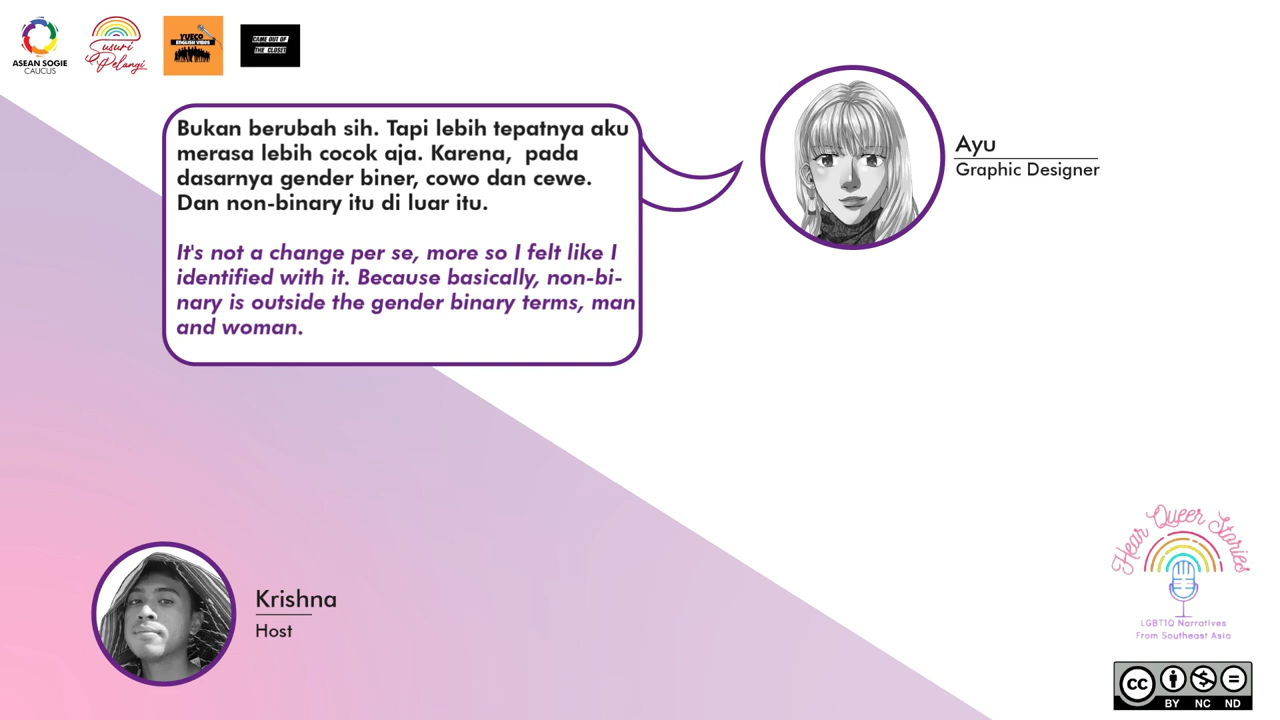 ASEAN SOGIE
CAUCUS
Susuri
Pelangi
YUECO
ENGLISH VIBES
CAME OUT OF
THE CLOSET
Bukan berubah sih. Tapi lebih tepatnya aku
merasa lebih cocok aja. Karena, pada
dasarnya gender biner, cowo dan cewe.
Dan non-binary itu di luar itu.
It's not a change per se, more so I felt like I
identified with it. Because basically, non-bi-
nary is outside the gender binary terms, man
and woman.
Ayu
Graphic Designer
Krishna
Host
Hear Queer Stories
LGBTIQ Narratives
From Southeast Asia
cc
BY NC ND